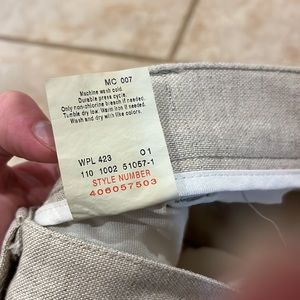 MC 007
Machine wash cold.
Durable press cycle.
Only non-chlorine breach if needed.
Tumble dry low. Warm iron if needed.
Wash and dry with like colors.
WPL 423 01
110 1002 51057-1
STYLE NUMBER
406057503